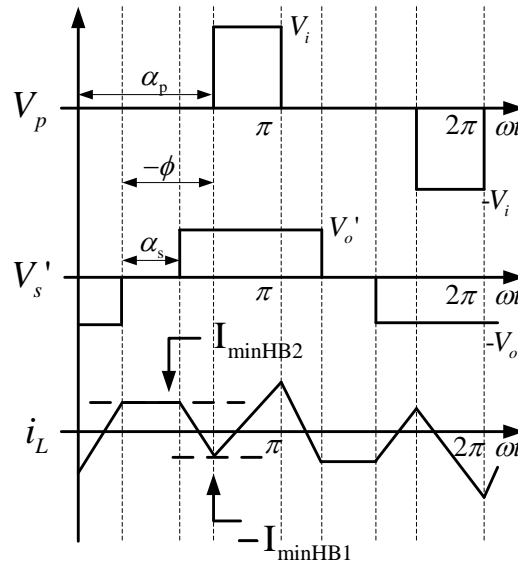 V_i
α_p
V_p
π
2π
ωt
-ϕ
-V_i
V_o'
α_s
V_s'
π
2π
ωt
-V_o
I_minHB2
i_L
π
2π
ωt
-I_minHB1